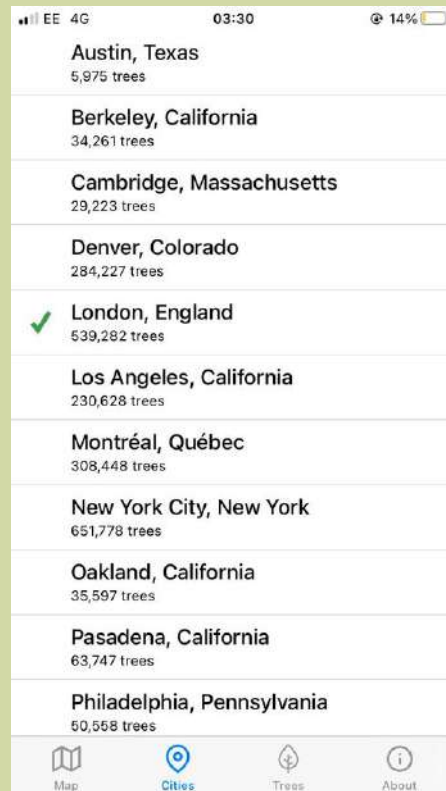 EE 4G 03:30 14%
Austin, Texas
5,975 trees
Berkeley, California
34,261 trees
Cambridge, Massachusetts
29,223 trees
Denver, Colorado
284,227 trees
London, England
539,282 trees
Los Angeles, California
230,628 trees
Montréal, Québec
308,448 trees
New York City, New York
651,778 trees
Oakland, California
35,597 trees
Pasadena, California
63,747 trees
Philadelphia, Pennsylvania
50,558 trees
Map Cities Trees About